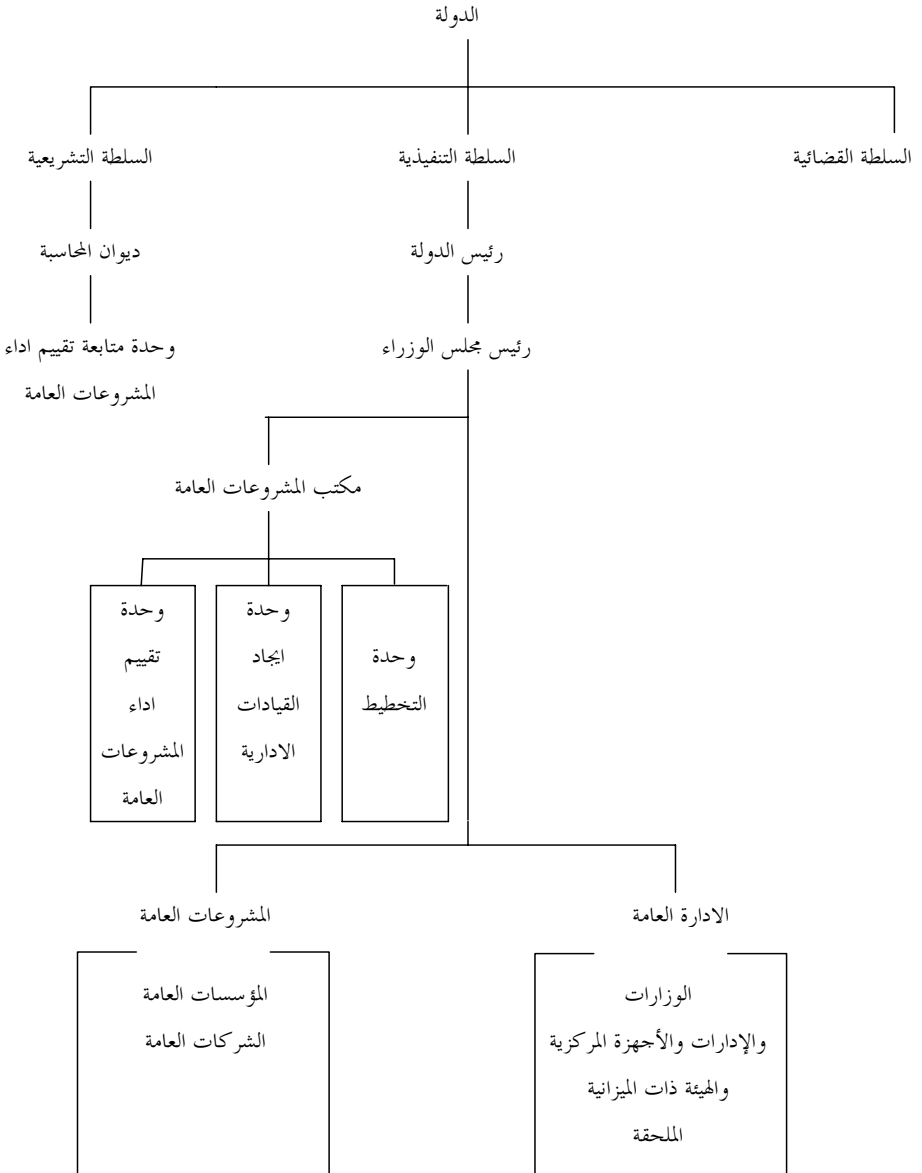 الدولة
السلطة القضائية
السلطة التنفيذية
السلطة التشريعية
رئيس الدولة
ديوان المحاسبة
رئيس مجلس الوزراء
وحدة متابعة تقييم اداء
المشروعات العامة
مكتب المشروعات العامة
وحدة
التخطيط
وحدة
ايجاد
القيادات
الادارية
وحدة
تقييم
اداء
المشروعات
العامة
الادارة العامة
الوزارات
والإدارات والأجهزة المركزية
والهيئة ذات الميزانية
الملحقة
المشروعات العامة
المؤسسات العامة
الشركات العامة